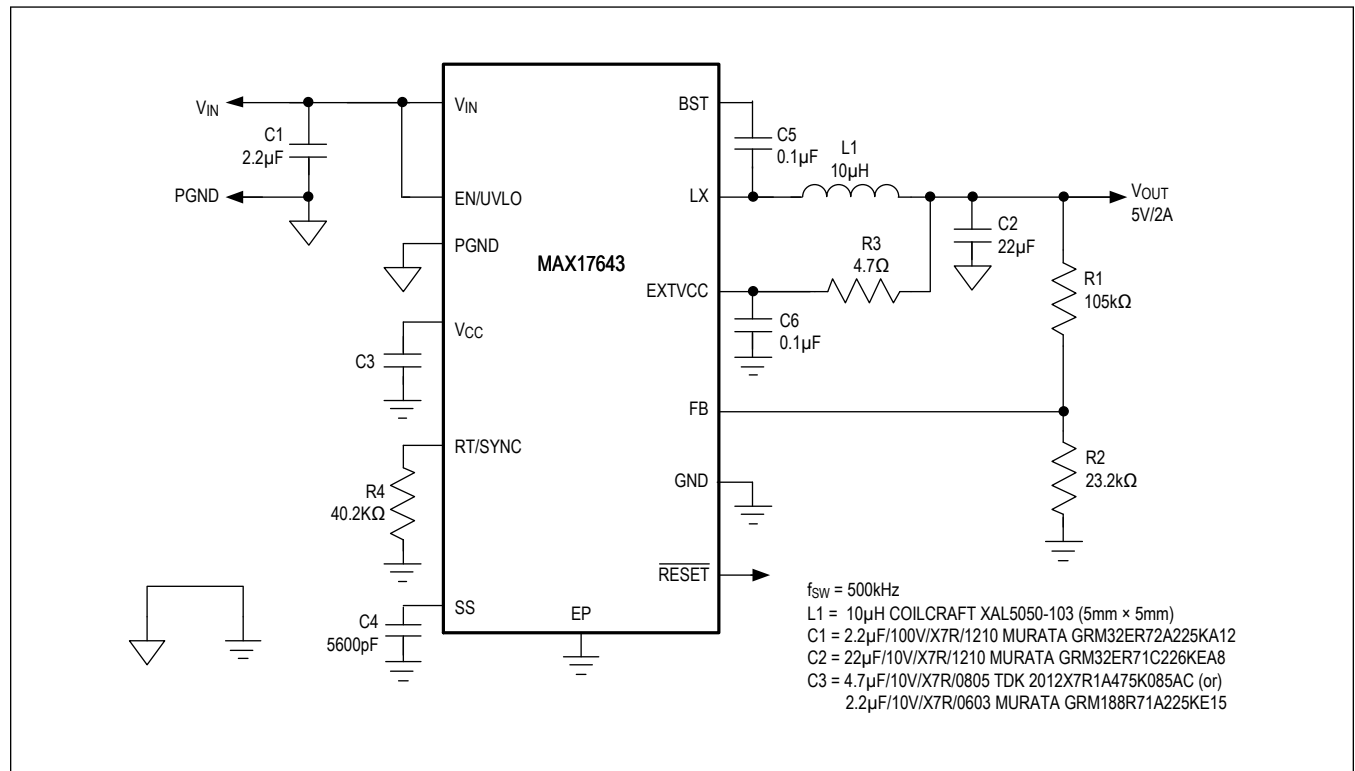 VIN
C1
2.2µF
PGND
VIN
EN/UVLO
PGND
VCC
C3
RT/SYNC
R4
40.2KΩ
SS
C4
5600pF
MAX17643
EP
BST
C5
0.1µF
LX
L1
10µH
EXTVCC
R3
4.7Ω
C6
0.1µF
C2
22µF
VOUT
5V/2A
R1
105kΩ
FB
R2
23.2kΩ
GND
RESET
fSW = 500kHz
L1 = 10µH COILCRAFT XAL5050-103 (5mm × 5mm)
C1 = 2.2µF/100V/X7R/1210 MURATA GRM32ER72A225KA12
C2 = 22µF/10V/X7R/1210 MURATA GRM32ER71C226KEA8
C3 = 4.7µF/10V/X7R/0805 TDK 2012X7R1A475K085AC (or)
2.2µF/10V/X7R/0603 MURATA GRM188R71A225KE15